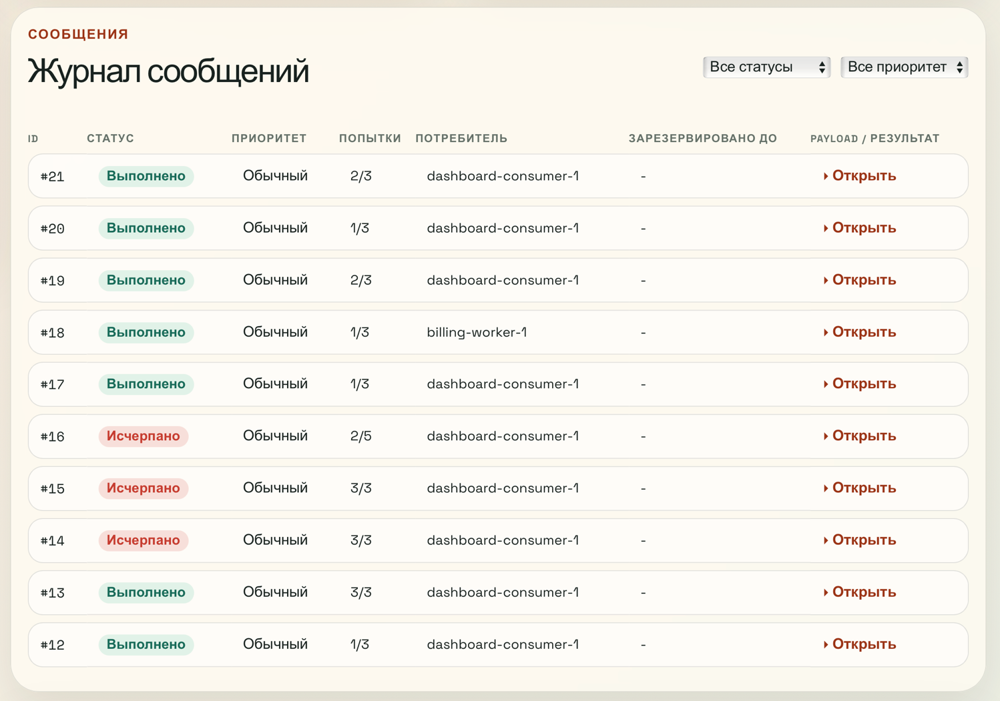 СООБЩЕНИЯ
Журнал сообщений
Все статусы Все приоритет
ID СТАТУС ПРИОРИТЕТ ПОПЫТКИ ПОТРЕБИТЕЛЬ ЗАРЕЗЕРВИРОВАНО ДО PAYLOAD / РЕЗУЛЬТАТ
#21 Выполнено Обычный 2/3 dashboard-consumer-1 - Открыть
#20 Выполнено Обычный 1/3 dashboard-consumer-1 - Открыть
#19 Выполнено Обычный 2/3 dashboard-consumer-1 - Открыть
#18 Выполнено Обычный 1/3 billing-worker-1 - Открыть
#17 Выполнено Обычный 1/3 dashboard-consumer-1 - Открыть
#16 Исчерпано Обычный 2/5 dashboard-consumer-1 - Открыть
#15 Исчерпано Обычный 3/3 dashboard-consumer-1 - Открыть
#14 Исчерпано Обычный 3/3 dashboard-consumer-1 - Открыть
#13 Выполнено Обычный 3/3 dashboard-consumer-1 - Открыть
#12 Выполнено Обычный 1/3 dashboard-consumer-1 - Открыть